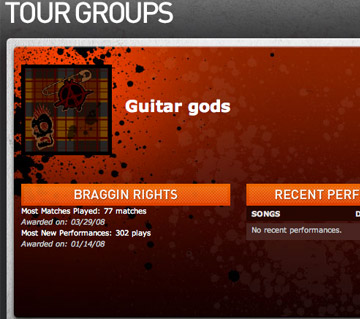 TOUR GROUPS
Guitar gods
BRAGGIN RIGHTS
Most Matches Played: 77 matches
Awarded on: 03/29/08
Most New Performances: 302 plays
Awarded on: 01/14/08
RECENT PERF
SONGS D
No recent performances.